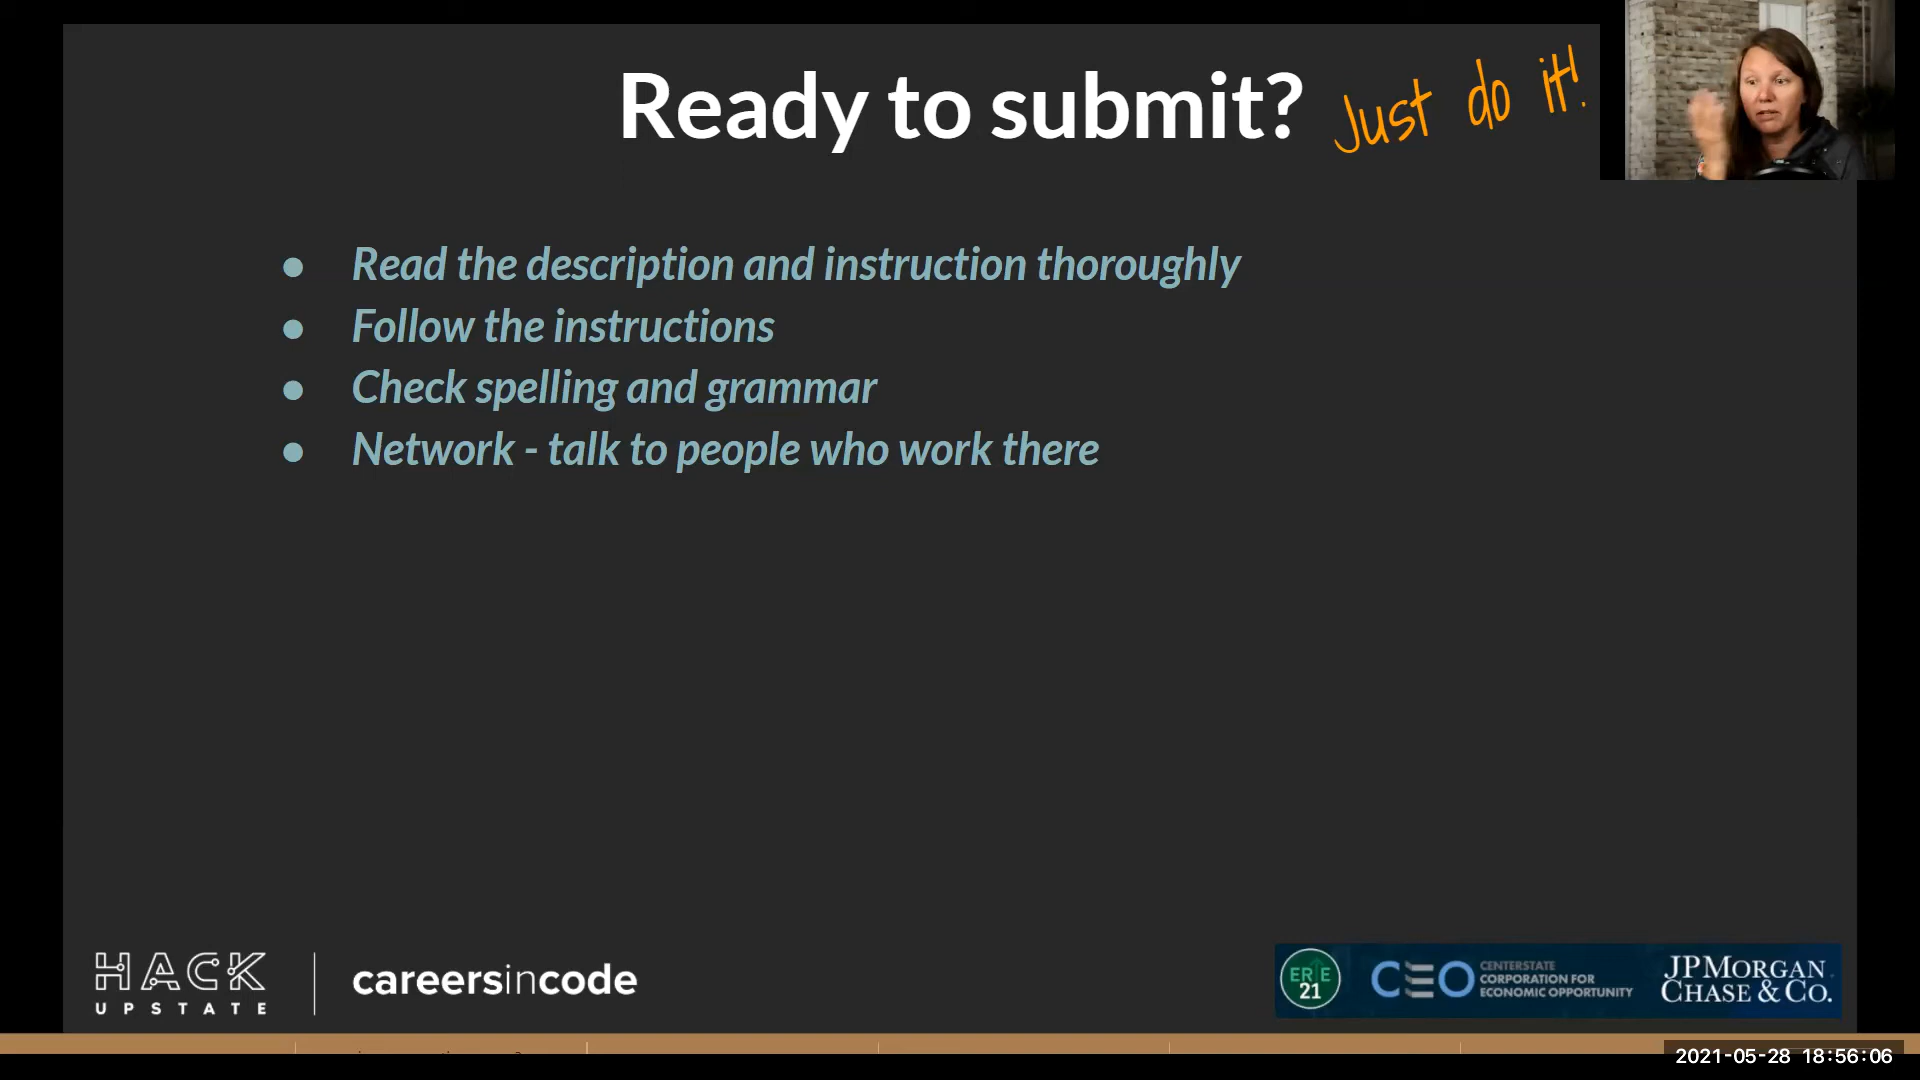 Ready to submit? Just do it!
● Read the description and instruction thoroughly
● Follow the instructions
● Check spelling and grammar
● Network - talk to people who work there
HACK
UPSTATE
careersincode
ERIE
21
CEO
CENTERSTATE
CORPORATION FOR
ECONOMIC OPPORTUNITY
JPMORGAN
CHASE & CO.
2021-05-28 18:56:06